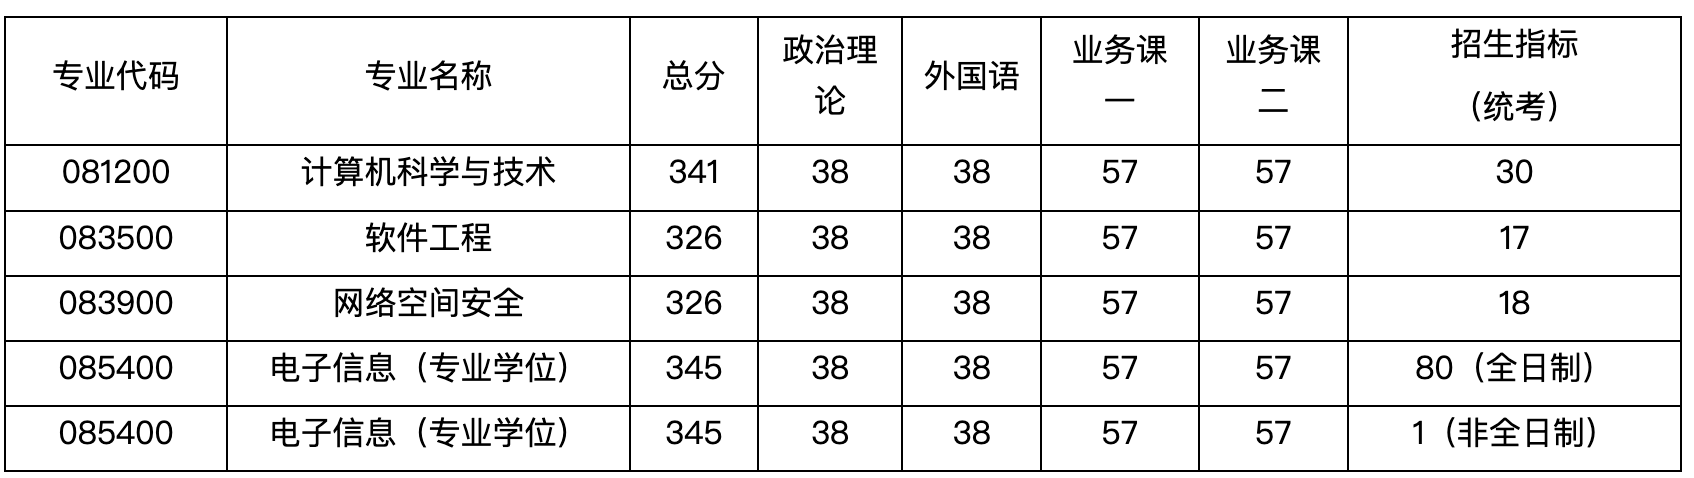 专业代码 专业名称 总分 政治理论 外国语 业务课一 业务课二 招生指标（统考）
081200 计算机科学与技术 341 38 38 57 57 30
083500 软件工程 326 38 38 57 57 17
083900 网络空间安全 326 38 38 57 57 18
085400 电子信息（专业学位） 345 38 38 57 57 80（全日制）
085400 电子信息（专业学位） 345 38 38 57 57 1（非全日制）